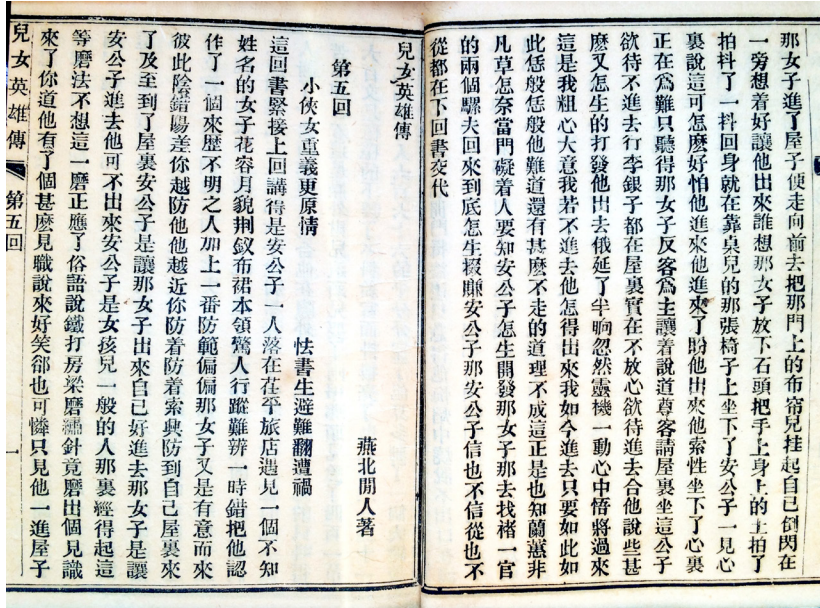 那女子進了屋子便走向前去把那門上的布帘兒挂起自己倒閃在
一旁想着好讓他出來誰想那女子放下石頭把手上身上的土拍了
拍抖了一抖回身就在靠桌兒的那張椅子上坐下了安公子一見心
裏說這可怎麽好怕他進來他進來了盼他出來他索性坐下了心裏
正在爲難只聽得那女子反客爲主讓着說道尊客請屋裏坐這公子
欲待不進去行李銀子都在屋裏實在不放心欲待進去合他說些甚
麽又怎生的打發他出去俄延了半晌忽然靈機一動心中悟將過來
這是我粗心大意我若不進去他怎得出來我如今進去只要如此如
此恁般恁般他難道還有甚麽不走的道理不成這正是也知蘭蕙非
凡草怎奈當門礙着人要知安公子怎生開發那女子那去找褚一官
的兩個騾夫回來到底怎生掇賺安公子那安公子信也不信從也不
從都在下回書交代
兒女英雄傳
燕北閒人著
第五回
小俠女重義更原情 怯書生避難翻遭禍
這回書緊接上回講得是安公子一人落在茌平旅店遇見一個不知
姓名的女子花容月貌荆釵布裙本領驚人行蹤難辨一時錯把他認
作了一個來歷不明之人加上一番防範偏偏那女子又是有意而來
彼此陰錯陽差你越防他他越近你防着防着索興防到自己屋裏來
了及至到了屋裏安公子是讓那女子出來自己好進去那女子是讓
安公子進去他可不出來安公子是女孩兒一般的人那裏經得起這
等磨法不想這一磨正應了俗語說鐵打房梁磨繡針竟磨出個見識
來了你道他有了個甚麽見職說來好笑卻也可憐只見他一進屋子
兒女英雄傳 第五回 一